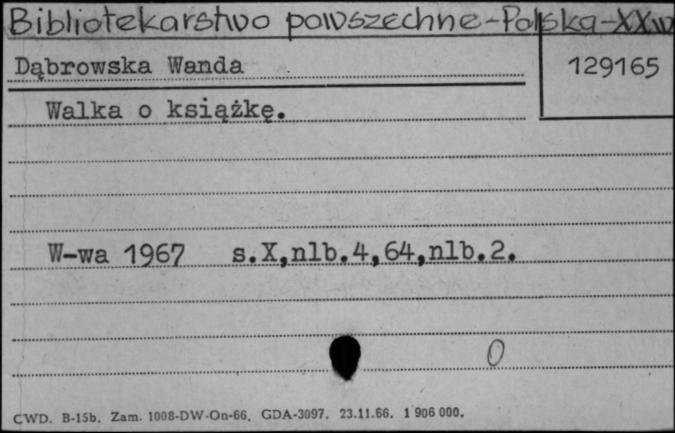 Bibliotekarstwo powszechne-Polska-XXw
Dąbrowska Wanda
129165
Walka o książkę.
W-wa 1967 s.X,nlb.4,64,nlb.2.
0
CWD. B-15b. Zam. 1008-DW-On-66. GDA-3097. 23.11.66. 1 906 000.